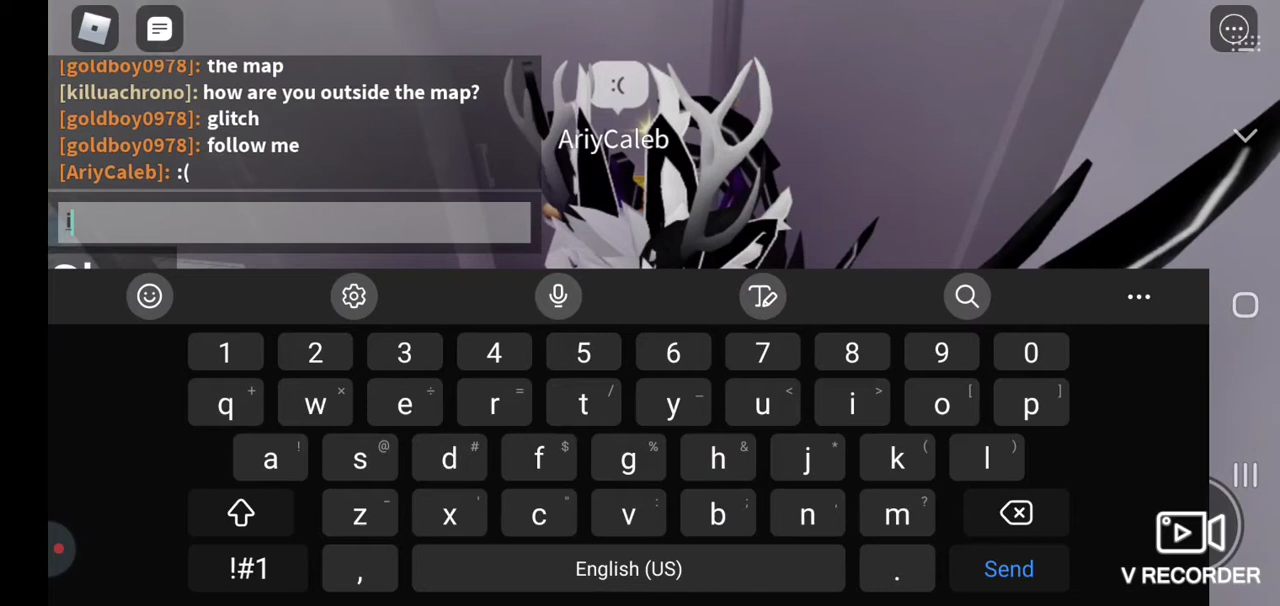 [goldboy0978]: the map
[killuachrono]: how are you outside the map?
[goldboy0978]: glitch
[goldboy0978]: follow me
[AriyCaleb]: :(
:(
AriyCaleb
i
1 2 3 4 5 6 7 8 9 0
q + w × e ÷ r = t / y _ u < i > o [ p ]
a ! s @ d # f $ g % h & j * k ( l )
z - x ' c " v : b ; n , m ?
!#1 , English (US) . Send
V RECORDER